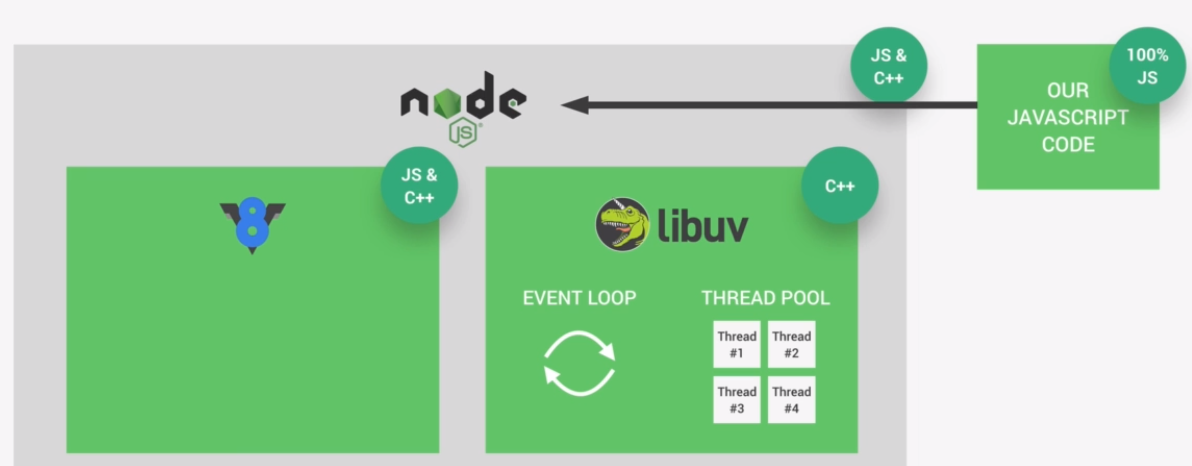 JS &
C++
100%
JS
node
JS
OUR
JAVASCRIPT
CODE
JS &
C++
C++
V8
libuv
EVENT LOOP
THREAD POOL
Thread
#1
Thread
#2
Thread
#3
Thread
#4